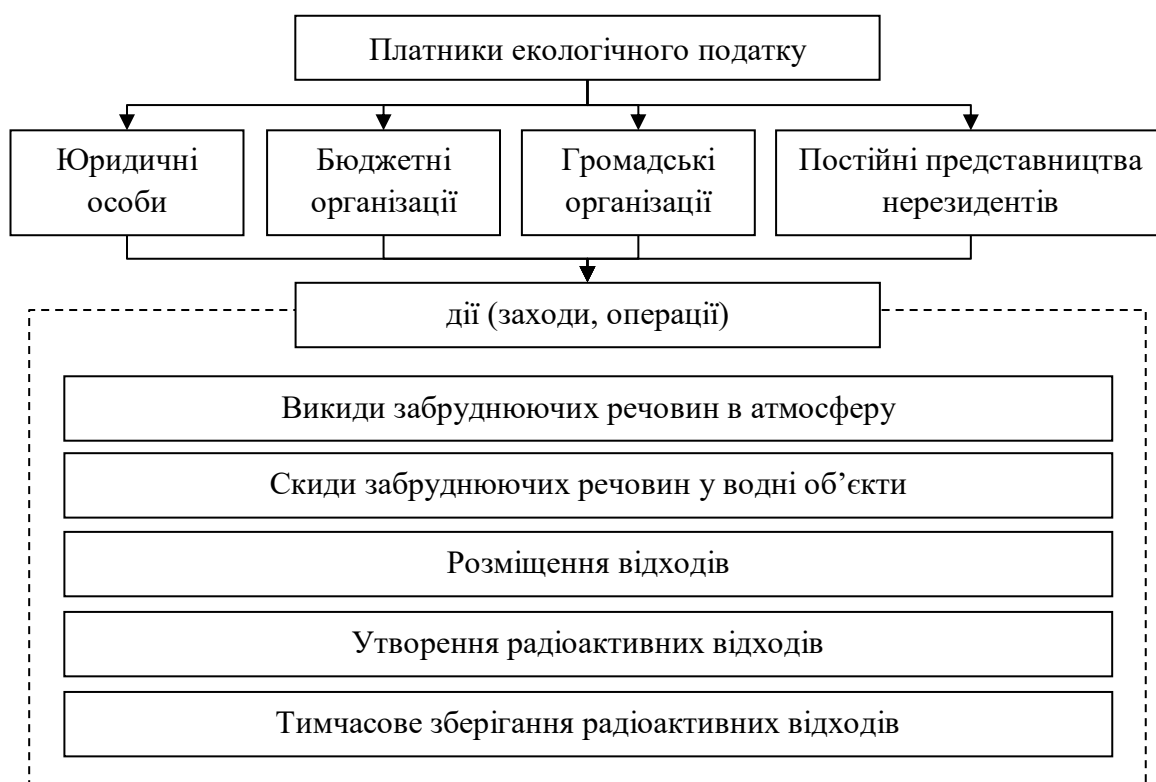 Платники екологічного податку
Юридичні
особи
Бюджетні
організації
Громадські
організації
Постійні представництва
нерезидентів
дії (заходи, операції)
Викиди забруднюючих речовин в атмосферу
Скиди забруднюючих речовин у водні об’єкти
Розміщення відходів
Утворення радіоактивних відходів
Тимчасове зберігання радіоактивних відходів